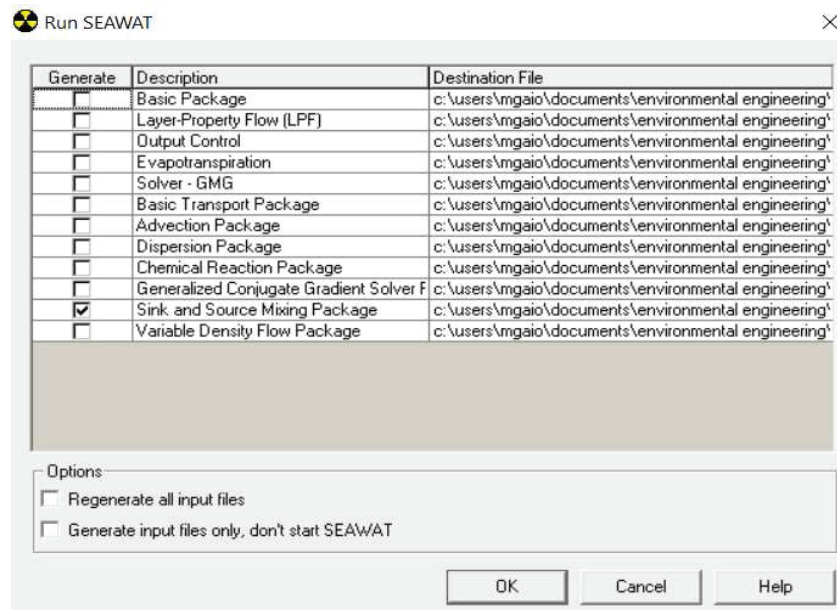 Run SEAWAT
Generate Description Destination File
Basic Package c:\users\mgaio\documents\environmental engineering\
Layer-Property Flow (LPF) c:\users\mgaio\documents\environmental engineering\
Output Control c:\users\mgaio\documents\environmental engineering\
Evapotranspiration c:\users\mgaio\documents\environmental engineering\
Solver - GMG c:\users\mgaio\documents\environmental engineering\
Basic Transport Package c:\users\mgaio\documents\environmental engineering\
Advection Package c:\users\mgaio\documents\environmental engineering\
Dispersion Package c:\users\mgaio\documents\environmental engineering\
Chemical Reaction Package c:\users\mgaio\documents\environmental engineering\
Generalized Conjugate Gradient Solver F c:\users\mgaio\documents\environmental engineering\
Sink and Source Mixing Package c:\users\mgaio\documents\environmental engineering\
Variable Density Flow Package c:\users\mgaio\documents\environmental engineering\
Options
Regenerate all input files
Generate input files only, don't start SEAWAT
OK Cancel Help